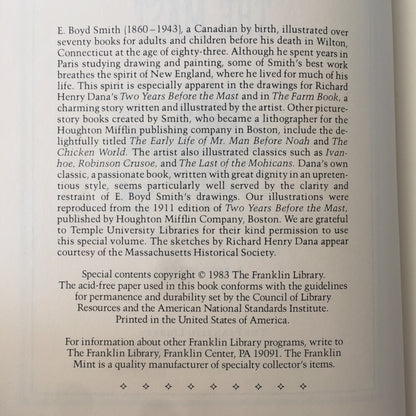 E. Boyd Smith (1860–1943), a Canadian by birth, illustrated over
seventy books for adults and children before his death in Wilton,
Connecticut at the age of eighty-three. Although he spent years in
Paris studying drawing and painting, some of Smith's best work
breathes the spirit of New England, where he lived for much of his
life. This spirit is especially apparent in the drawings for Richard
Henry Dana's Two Years Before the Mast and in The Farm Book, a
charming story written and illustrated by the artist. Other picture-
story books created by Smith, who became a lithographer for the
Houghton Mifflin publishing company in Boston, include the de-
lightfully titled The Early Life of Mr. Man Before Noah and The
Chicken World. The artist also illustrated classics such as Ivan-
hoe, Robinson Crusoe, and The Last of the Mohicans. Dana's own
classic, a passionate book, written with great dignity in an unpreten-
tious style, seems particularly well served by the clarity and
restraint of E. Boyd Smith's drawings. Our illustrations were
reproduced from the 1911 edition of Two Years Before the Mast,
published by Houghton Mifflin Company, Boston. We are grateful
to Temple University Libraries for their kind permission to use
this special volume. The sketches by Richard Henry Dana appear
courtesy of the Massachusetts Historical Society.
Special contents copyright © 1983 The Franklin Library.
The acid-free paper used in this book conforms with the guidelines
for permanence and durability set by the Council of Library
Resources and the American National Standards Institute.
Printed in the United States of America.
For information about other Franklin Library programs, write to
The Franklin Library, Franklin Center, PA 19091. The Franklin
Mint is a quality manufacturer of specialty collector's items.